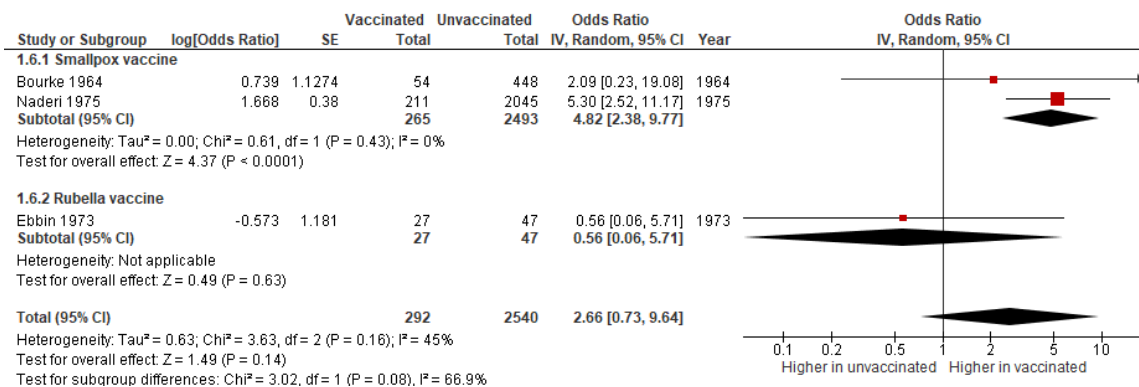 Vaccinated Unvaccinated Odds Ratio Odds Ratio
Study or Subgroup log[Odds Ratio] SE Total Total IV, Random, 95% CI Year IV, Random, 95% CI
1.6.1 Smallpox vaccine
Bourke 1964 0.739 1.1274 54 448 2.09 [0.23, 19.08] 1964
Naderi 1975 1.668 0.38 211 2045 5.30 [2.52, 11.17] 1975
Subtotal (95% CI) 265 2493 4.82 [2.38, 9.77]
Heterogeneity: Tau² = 0.00; Chi² = 0.61, df = 1 (P = 0.43); I² = 0%
Test for overall effect: Z = 4.37 (P < 0.0001)
1.6.2 Rubella vaccine
Ebbin 1973 -0.573 1.181 27 47 0.56 [0.06, 5.71] 1973
Subtotal (95% CI) 27 47 0.56 [0.06, 5.71]
Heterogeneity: Not applicable
Test for overall effect: Z = 0.49 (P = 0.63)
Total (95% CI) 292 2540 2.66 [0.73, 9.64]
Heterogeneity: Tau² = 0.63; Chi² = 3.63, df = 2 (P = 0.16); I² = 45%
Test for overall effect: Z = 1.49 (P = 0.14)
Test for subgroup differences: Chi² = 3.02, df = 1 (P = 0.08), I² = 66.9%
0.1 0.2 0.5 1 2 5 10
Higher in unvaccinated Higher in vaccinated